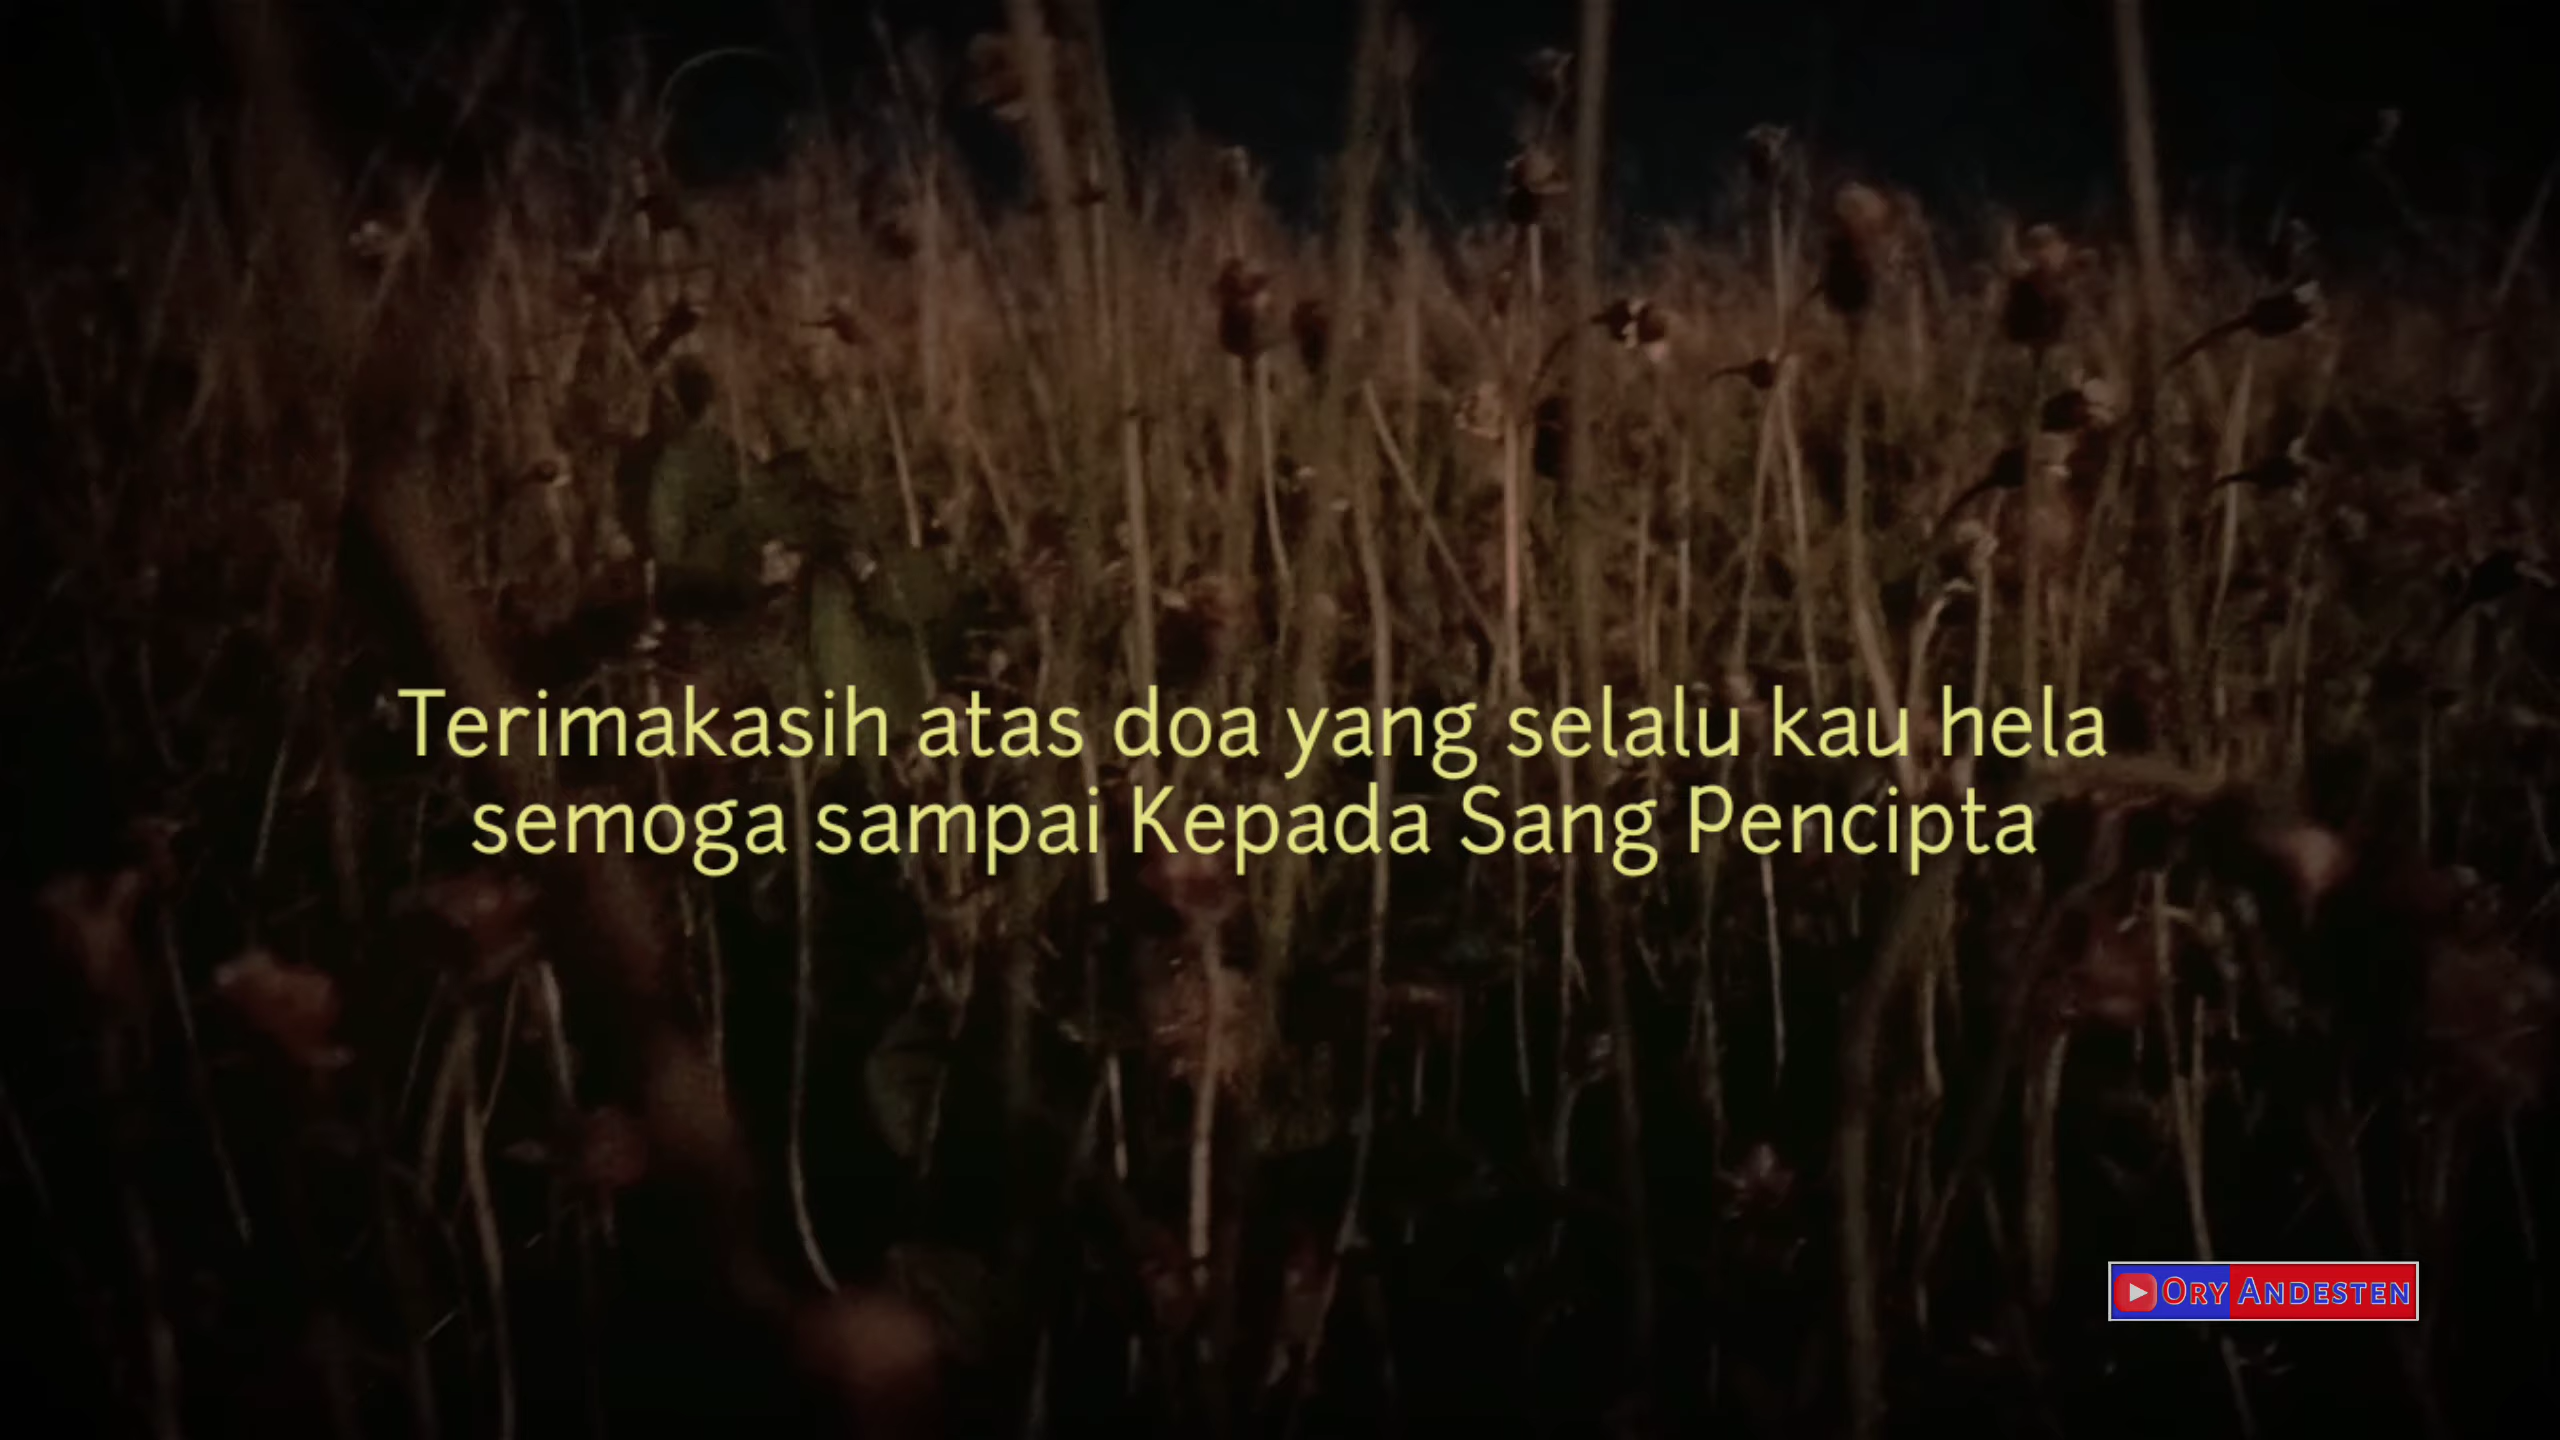 Terimakasih atas doa yang selalu kau hela
semoga sampai Kepada Sang Pencipta
ORY ANDESTEN